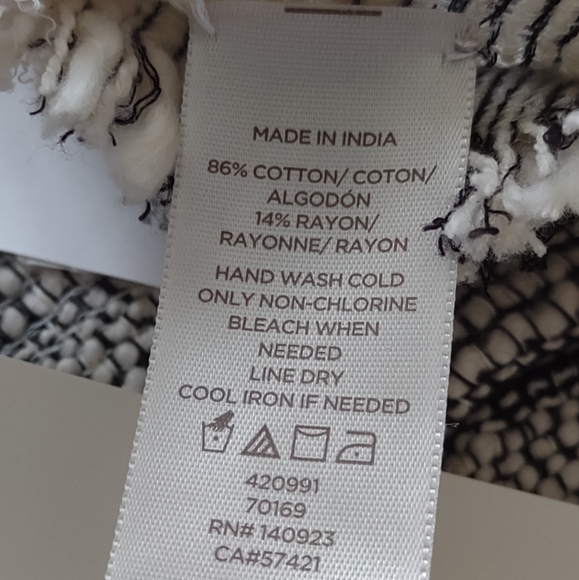 MADE IN INDIA
86% COTTON/ COTON/
ALGODÓN
14% RAYON/
RAYONNE/ RAYON
HAND WASH COLD
ONLY NON-CHLORINE
BLEACH WHEN
NEEDED
LINE DRY
COOL IRON IF NEEDED
420991
70169
RN# 140923
CA#57421